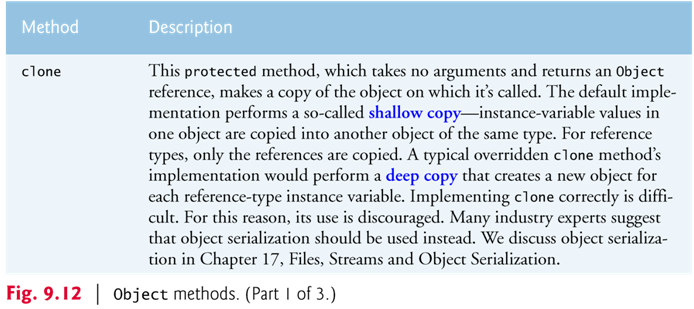 Method Description
clone This protected method, which takes no arguments and returns an Object
reference, makes a copy of the object on which it's called. The default imple-
mentation performs a so-called shallow copy—instance-variable values in
one object are copied into another object of the same type. For reference
types, only the references are copied. A typical overridden clone method's
implementation would perform a deep copy that creates a new object for
each reference-type instance variable. Implementing clone correctly is diffi-
cult. For this reason, its use is discouraged. Many industry experts suggest
that object serialization should be used instead. We discuss object serializa-
tion in Chapter 17, Files, Streams and Object Serialization.
Fig. 9.12 | Object methods. (Part 1 of 3.)